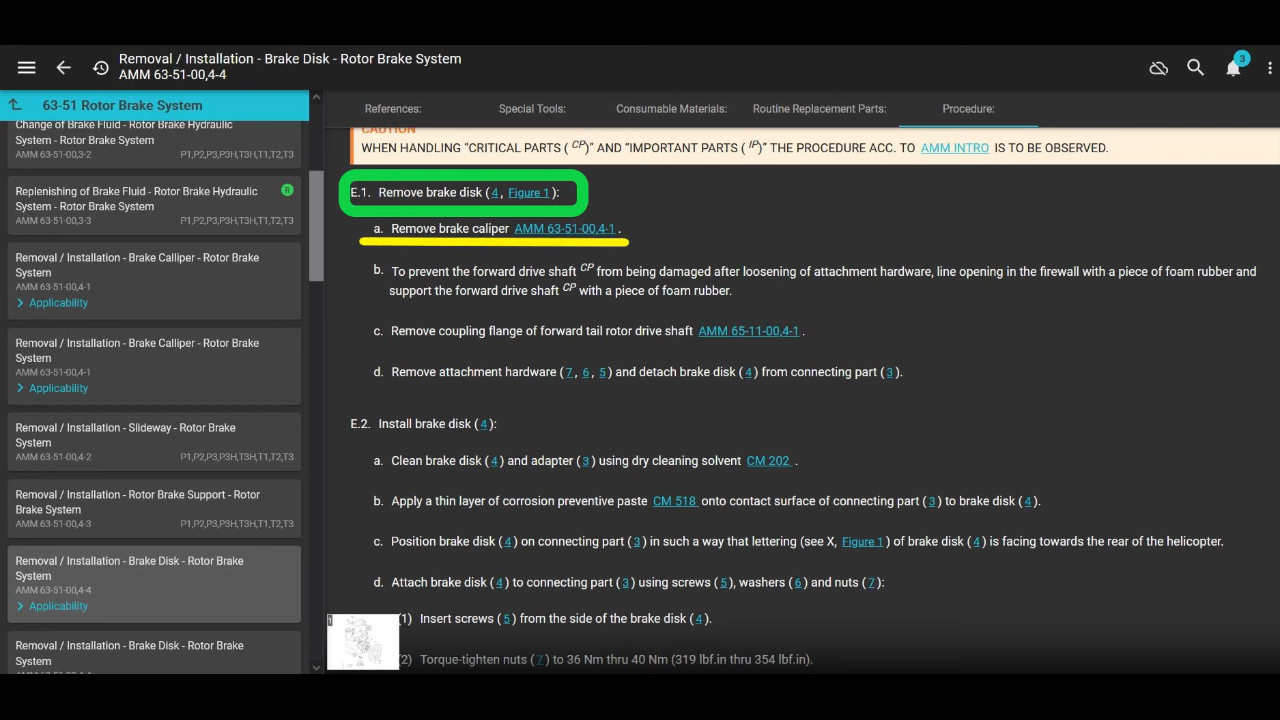 Removal / Installation - Brake Disk - Rotor Brake System
AMM 63-51-00,4-4
3
63-51 Rotor Brake System
Change of Brake Fluid - Rotor Brake Hydraulic
System - Rotor Brake System
AMM 63-51-00,3-2 P1,P2,P3,P3H,T1,T2,T3
Replenishing of Brake Fluid - Rotor Brake Hydraulic
System - Rotor Brake System
R
AMM 63-51-00,3-3 P1,P2,P3,P3H,T1,T2,T3
Removal / Installation - Brake Calliper - Rotor Brake
System
AMM 63-51-00,4-1
Applicability
Removal / Installation - Brake Calliper - Rotor Brake
System
AMM 63-51-00,4-1
Applicability
Removal / Installation - Slideway - Rotor Brake
System
AMM 63-51-00,4-2 P1,P2,P3,P3H,T1,T2,T3
Removal / Installation - Rotor Brake Support - Rotor
Brake System
AMM 63-51-00,4-3 P1,P2,P3,P3H,T1,T2,T3
Removal / Installation - Brake Disk - Rotor Brake
System
AMM 63-51-00,4-4
Applicability
Removal / Installation - Brake Disk - Rotor Brake
System
AMM 63-51-00,4-4
References: Special Tools: Consumable Materials: Routine Replacement Parts: Procedure:
CAUTION
WHEN HANDLING “CRITICAL PARTS ( CP)” AND “IMPORTANT PARTS ( IP)” THE PROCEDURE ACC. TO AMM INTRO IS TO BE OBSERVED.
E.1. Remove brake disk (4, Figure 1):
a. Remove brake caliper AMM 63-51-00,4-1 .
b. To prevent the forward drive shaft CP from being damaged after loosening of attachment hardware, line opening in the firewall with a piece of foam rubber and
support the forward drive shaft CP with a piece of foam rubber.
c. Remove coupling flange of forward tail rotor drive shaft AMM 65-11-00,4-1 .
d. Remove attachment hardware (7, 6, 5) and detach brake disk (4) from connecting part (3).
E.2. Install brake disk (4):
a. Clean brake disk (4) and adapter (3) using dry cleaning solvent CM 202 .
b. Apply a thin layer of corrosion preventive paste CM 518 onto contact surface of connecting part (3) to brake disk (4).
c. Position brake disk (4) on connecting part (3) in such a way that lettering (see X, Figure 1) of brake disk (4) is facing towards the rear of the helicopter.
d. Attach brake disk (4) to connecting part (3) using screws (5), washers (6) and nuts (7):
1
(1) Insert screws (5) from the side of the brake disk (4).
(2) Torque-tighten nuts (7) to 36 Nm thru 40 Nm (319 lbf.in thru 354 lbf.in).